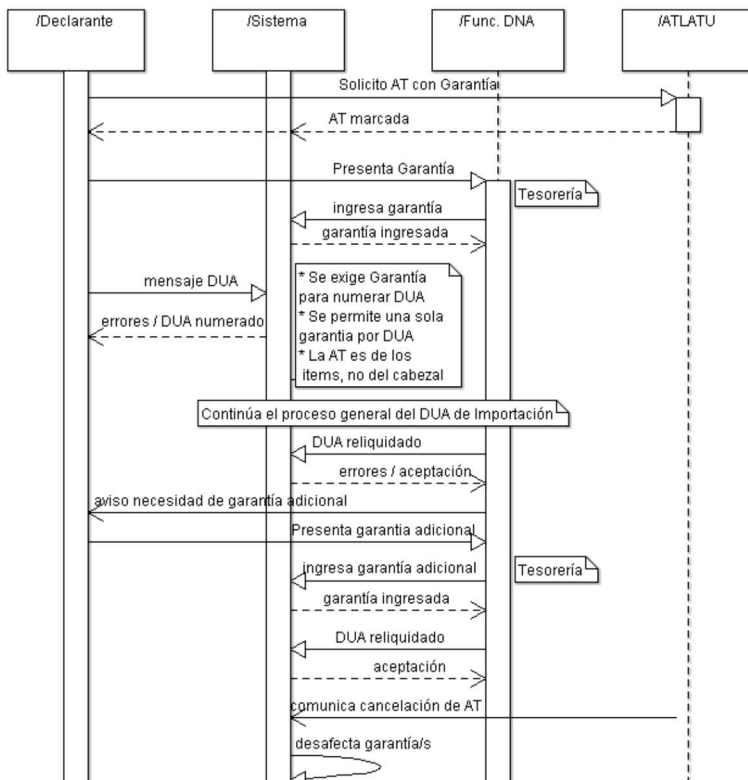 /Declarante
/Sistema
/Func. DNA
/ATLATU
Solicito AT con Garantía
AT marcada
Presenta Garantía
Tesorería
ingresa garantía
garantía ingresada
mensaje DUA
* Se exige Garantía
para numerar DUA
* Se permite una sola
garantia por DUA
* La AT es de los
items, no del cabezal
errores / DUA numerado
Continúa el proceso general del DUA de Importación
DUA reliquidado
errores / aceptación
aviso necesidad de garantía adicional
Presenta garantia adicional
ingresa garantía adicional
Tesorería
garantía ingresada
DUA reliquidado
aceptación
comunica cancelación de AT
desafecta garantía/s